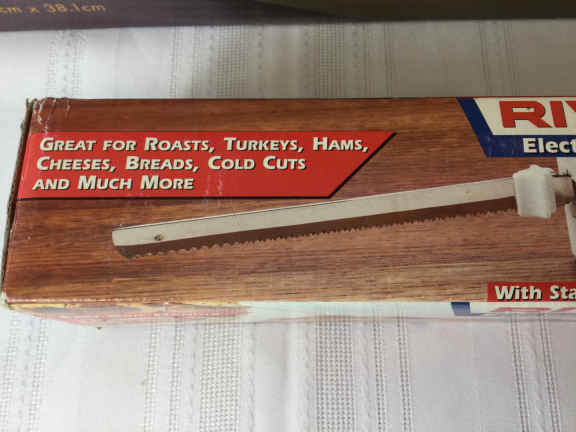 cm x 38.1cm
RIV
Elect
GREAT FOR ROASTS, TURKEYS, HAMS,
CHEESES, BREADS, COLD CUTS
AND MUCH MORE
With Sta